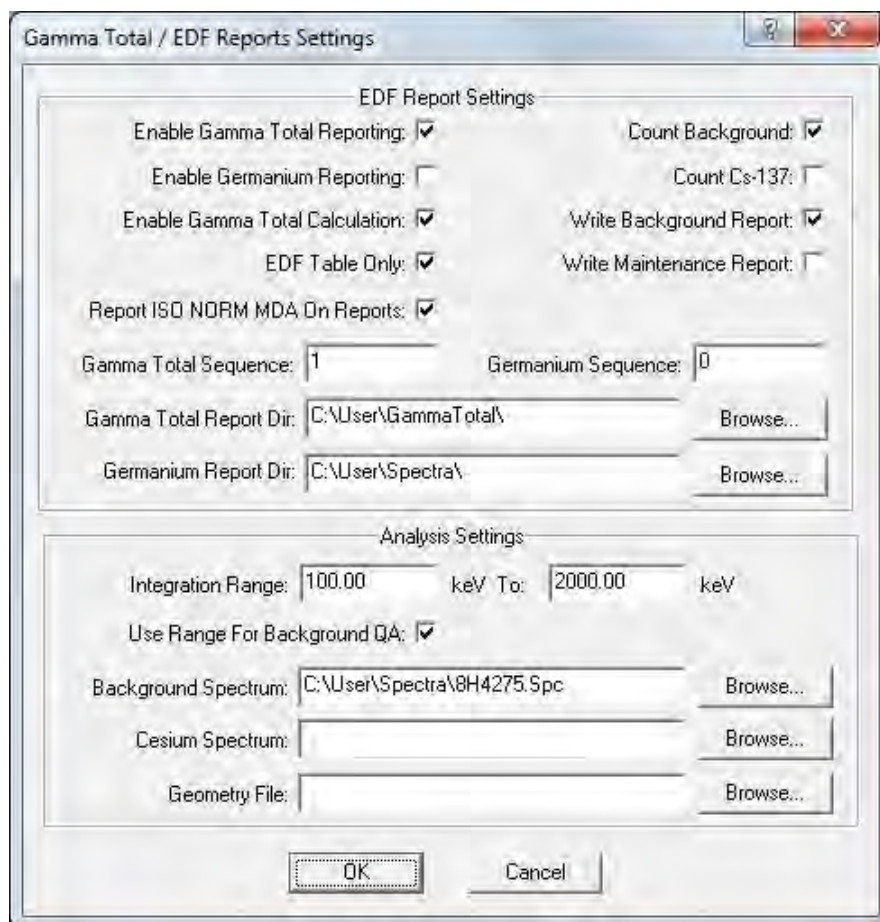 Gamma Total / EDF Reports Settings
EDF Report Settings
Enable Gamma Total Reporting: Count Background:
Enable Germanium Reporting: Count Cs-137:
Enable Gamma Total Calculation: Write Background Report:
EDF Table Only: Write Maintenance Report:
Report ISO NORM MDA On Reports:
Gamma Total Sequence: 1 Germanium Sequence: 0
Gamma Total Report Dir: C:\User\GammaTotal\ Browse...
Germanium Report Dir: C:\User\Spectra\ Browse...
Analysis Settings
Integration Range: 100.00 keV To: 2000.00 keV
Use Range For Background QA:
Background Spectrum: C:\User\Spectra\8H4275.Spc Browse...
Cesium Spectrum: Browse...
Geometry File: Browse...
OK Cancel